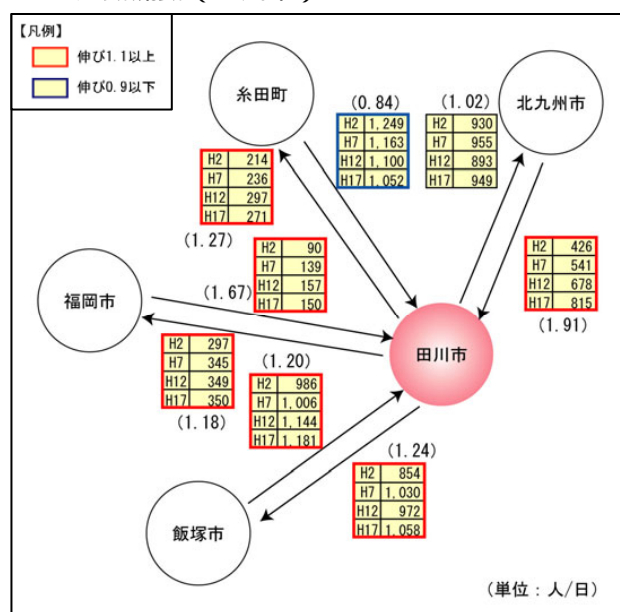 【凡例】
伸び1.1以上
伸び0.9以下
糸田町
(0.84)
H2 1,249
H7 1,163
H12 1,100
H17 1,052
(1.02)
H2 930
H7 955
H12 893
H17 949
北九州市
H2 214
H7 236
H12 297
H17 271
(1.27)
H2 90
H7 139
H12 157
H17 150
(1.67)
H2 426
H7 541
H12 678
H17 815
(1.91)
福岡市
田川市
H2 297
H7 345
H12 349
H17 350
(1.18)
(1.20)
H2 986
H7 1,006
H12 1,144
H17 1,181
(1.24)
H2 854
H7 1,030
H12 972
H17 1,058
飯塚市
(単位：人/日)